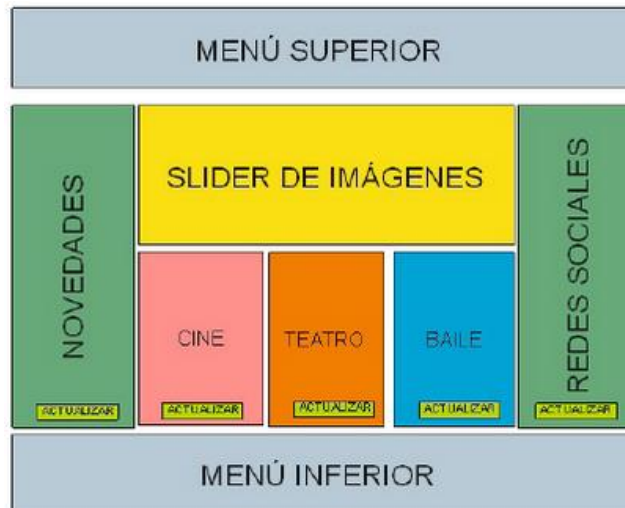 MENÚ SUPERIOR
NOVEDADES
SLIDER DE IMÁGENES
REDES SOCIALES
CINE
TEATRO
BAILE
ACTUALIZAR
ACTUALIZAR
ACTUALIZAR
ACTUALIZAR
ACTUALIZAR
MENÚ INFERIOR